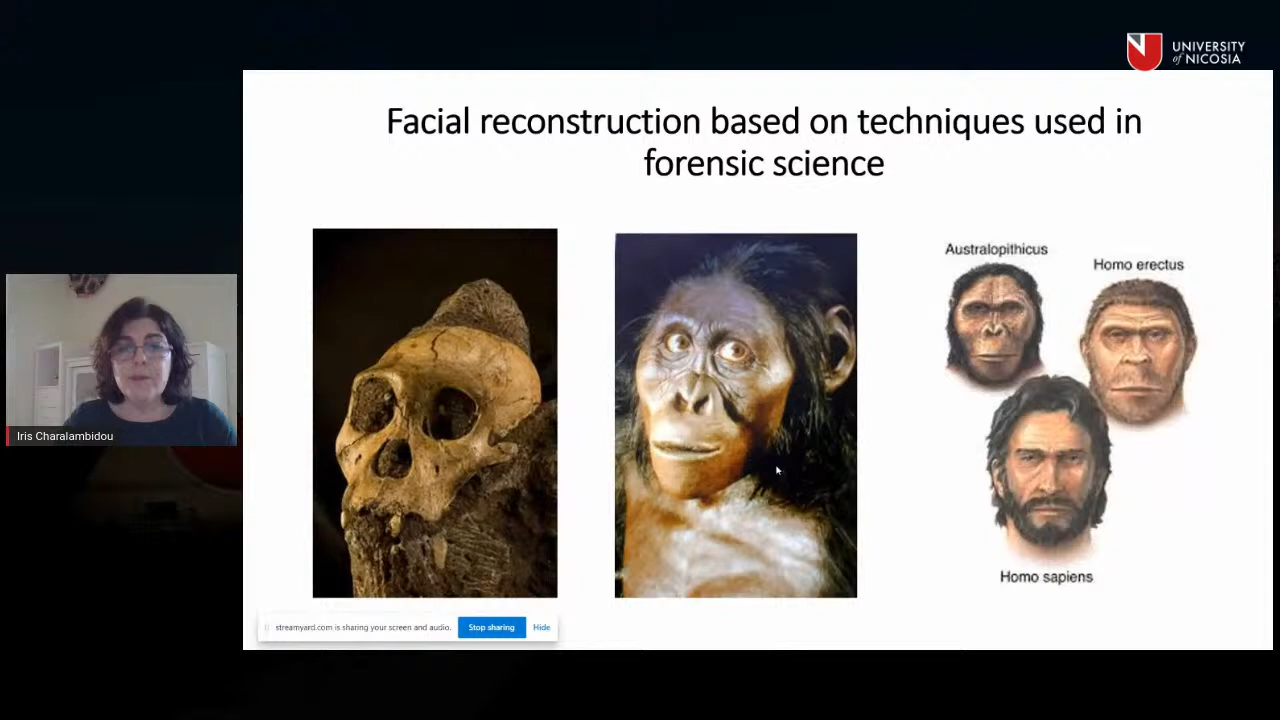 UNIVERSITY
of NICOSIA
Facial reconstruction based on techniques used in
forensic science
Australopithicus
Homo erectus
Homo sapiens
Iris Charalambidou
streamyard.com is sharing your screen and audio.
Stop sharing
Hide